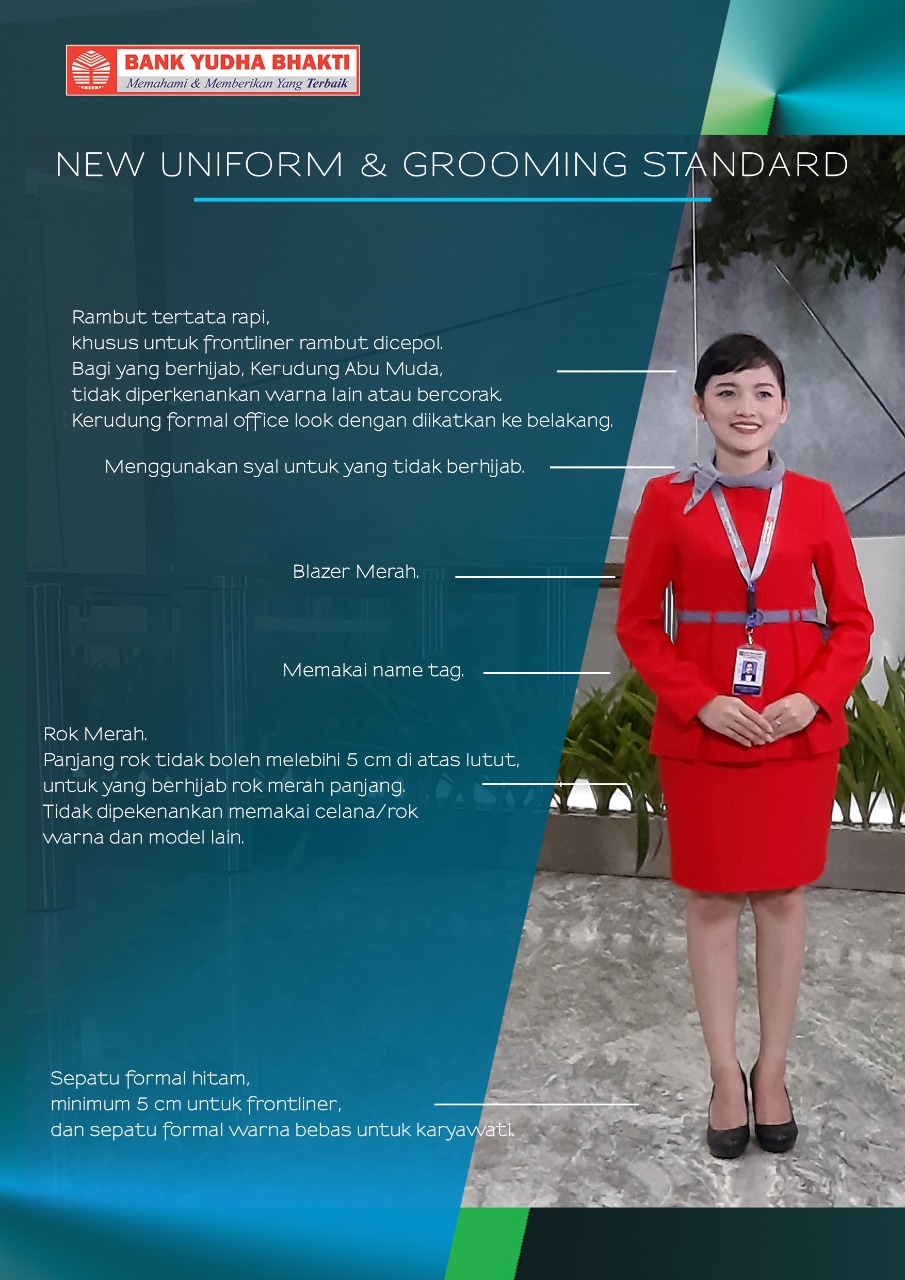 BANK YUDHA BHAKTI
Memahami & Memberikan Yang Terbaik
NEW UNIFORM & GROOMING STANDARD
Rambut tertata rapi,
khusus untuk frontliner rambut dicepol.
Bagi yang berhijab, Kerudung Abu Muda,
tidak diperkenankan warna lain atau bercorak.
Kerudung formal office look dengan diikatkan ke belakang.
Menggunakan syal untuk yang tidak berhijab.
Blazer Merah.
Memakai name tag.
Rok Merah.
Panjang rok tidak boleh melebihi 5 cm di atas lutut,
untuk yang berhijab rok merah panjang.
Tidak dipekenankan memakai celana/rok
warna dan model lain.
Sepatu formal hitam,
minimum 5 cm untuk frontliner,
dan sepatu formal warna bebas untuk karyawati.